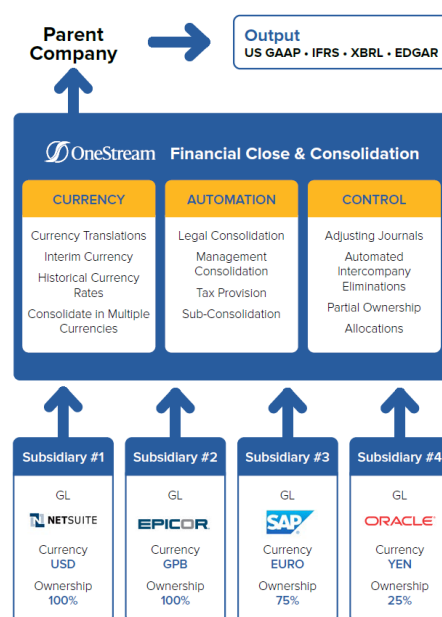 Parent
Company
Output
US GAAP • IFRS • XBRL • EDGAR
OneStream Financial Close & Consolidation
CURRENCY
Currency Translations
Interim Currency
Historical Currency
Rates
Consolidate in Multiple
Currencies
AUTOMATION
Legal Consolidation
Management
Consolidation
Tax Provision
Sub-Consolidation
CONTROL
Adjusting Journals
Automated
Intercompany
Eliminations
Partial Ownership
Allocations
Subsidiary #1
GL
NETSUITE
Currency
USD
Ownership
100%
Subsidiary #2
GL
EPICOR
Currency
GPB
Ownership
100%
Subsidiary #3
GL
SAP
Currency
EURO
Ownership
75%
Subsidiary #4
GL
ORACLE
Currency
YEN
Ownership
25%